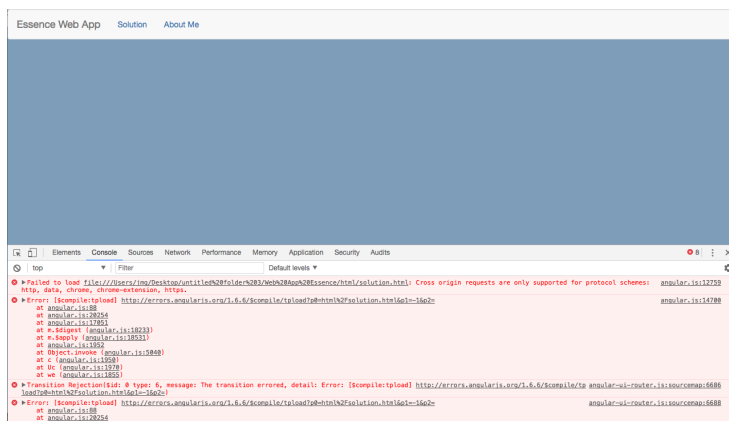 Essence Web App Solution About Me
Elements Console Sources Network Performance Memory Application Security Audits 8
top Filter Default levels
Failed to load file:///Users/jmg/Desktop/untitled%20folder%203/Web%20App%20Essence/html/solution.html: Cross origin requests are only supported for protocol schemes: angular.js:12759
http, data, chrome, chrome-extension, https.
Error: [$compile:tpload] http://errors.angularjs.org/1.6.6/$compile/tpload?p0=html%2Fsolution.html&p1=-1&p2= angular.js:14700
at angular.js:88
at angular.js:20254
at angular.js:17051
at m.$digest (angular.js:18233)
at m.$apply (angular.js:18531)
at angular.js:1952
at Object.invoke (angular.js:5040)
at c (angular.js:1950)
at Uc (angular.js:1970)
at we (angular.js:1855)
Transition Rejection($id: 0 type: 6, message: The transition errored, detail: Error: [$compile:tpload] http://errors.angularjs.org/1.6.6/$compile/tp angular-ui-router.js:sourcemap:6686
load?p0=html%2Fsolution.html&p1=-1&p2=)
Error: [$compile:tpload] http://errors.angularjs.org/1.6.6/$compile/tpload?p0=html%2Fsolution.html&p1=-1&p2= angular-ui-router.js:sourcemap:6688
at angular.js:88
at angular.js:20254